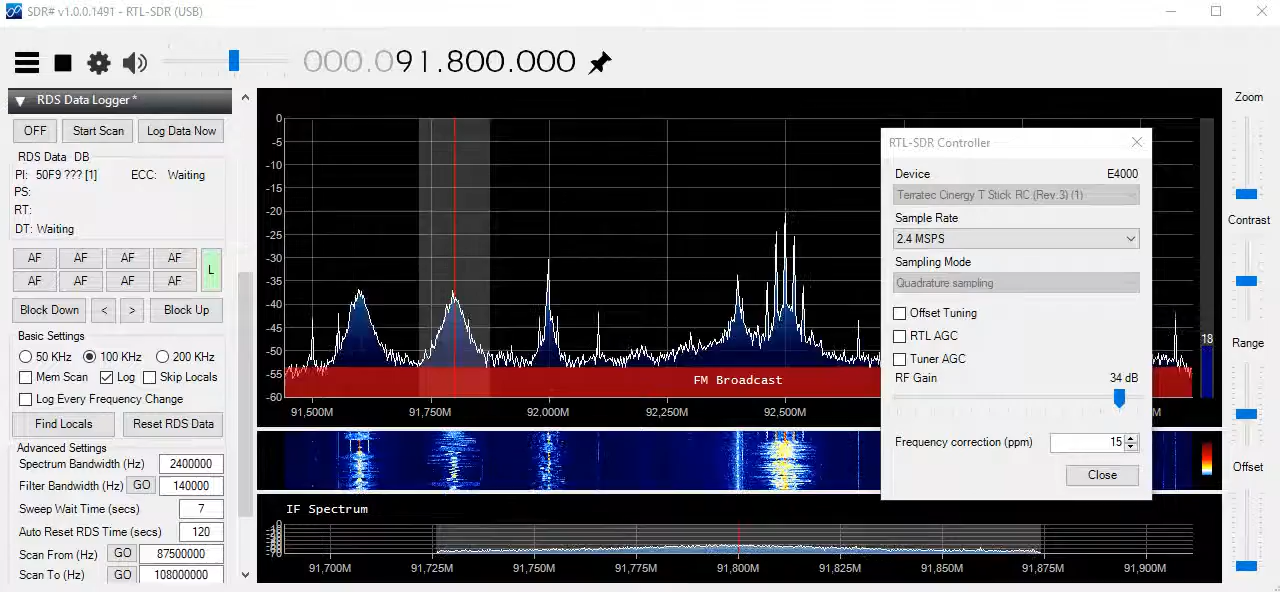 SDR# v1.0.0.1491 - RTL-SDR (USB)
000.091.800.000
RDS Data Logger*
OFF Start Scan Log Data Now
RDS Data DB
PI: 50F9 ??? [1] ECC: Waiting
PS:
RT:
DT: Waiting
AF AF AF AF L
AF AF AF AF
Block Down < > Block Up
Basic Settings
50 KHz 100 KHz 200 KHz
Mem Scan Log Skip Locals
Log Every Frequency Change
Find Locals Reset RDS Data
Advanced Settings
Spectrum Bandwidth (Hz) 2400000
Filter Bandwidth (Hz) GO 140000
Sweep Wait Time (secs) 7
Auto Reset RDS Time (secs) 120
Scan From (Hz) GO 87500000
Scan To (Hz) GO 108000000
0
-5
-10
-15
-20
-25
-30
-35
-40
-45
-50
-55
-60
FM Broadcast
91,500M 91,750M 92,000M 92,250M 92,500M M
18
IF Spectrum
0
91,700M 91,725M 91,750M 91,775M 91,800M 91,825M 91,850M 91,875M 91,900M
RTL-SDR Controller
Device E4000
Terratec Cinergy T Stick RC (Rev.3) (1)
Sample Rate
2.4 MSPS
Sampling Mode
Quadrature sampling
Offset Tuning
RTL AGC
Tuner AGC
RF Gain 34 dB
Frequency correction (ppm) 15
Close
Zoom
Contrast
Range
Offset